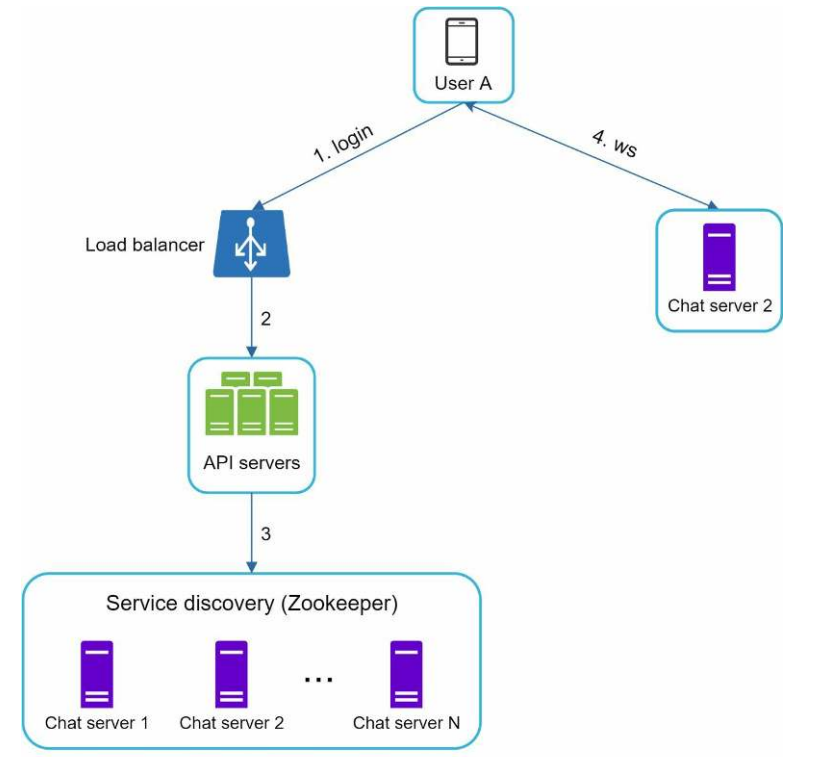 User A
1. login
4. ws
Load balancer
Chat server 2
2
API servers
3
Service discovery (Zookeeper)
...
Chat server 1
Chat server 2
Chat server N